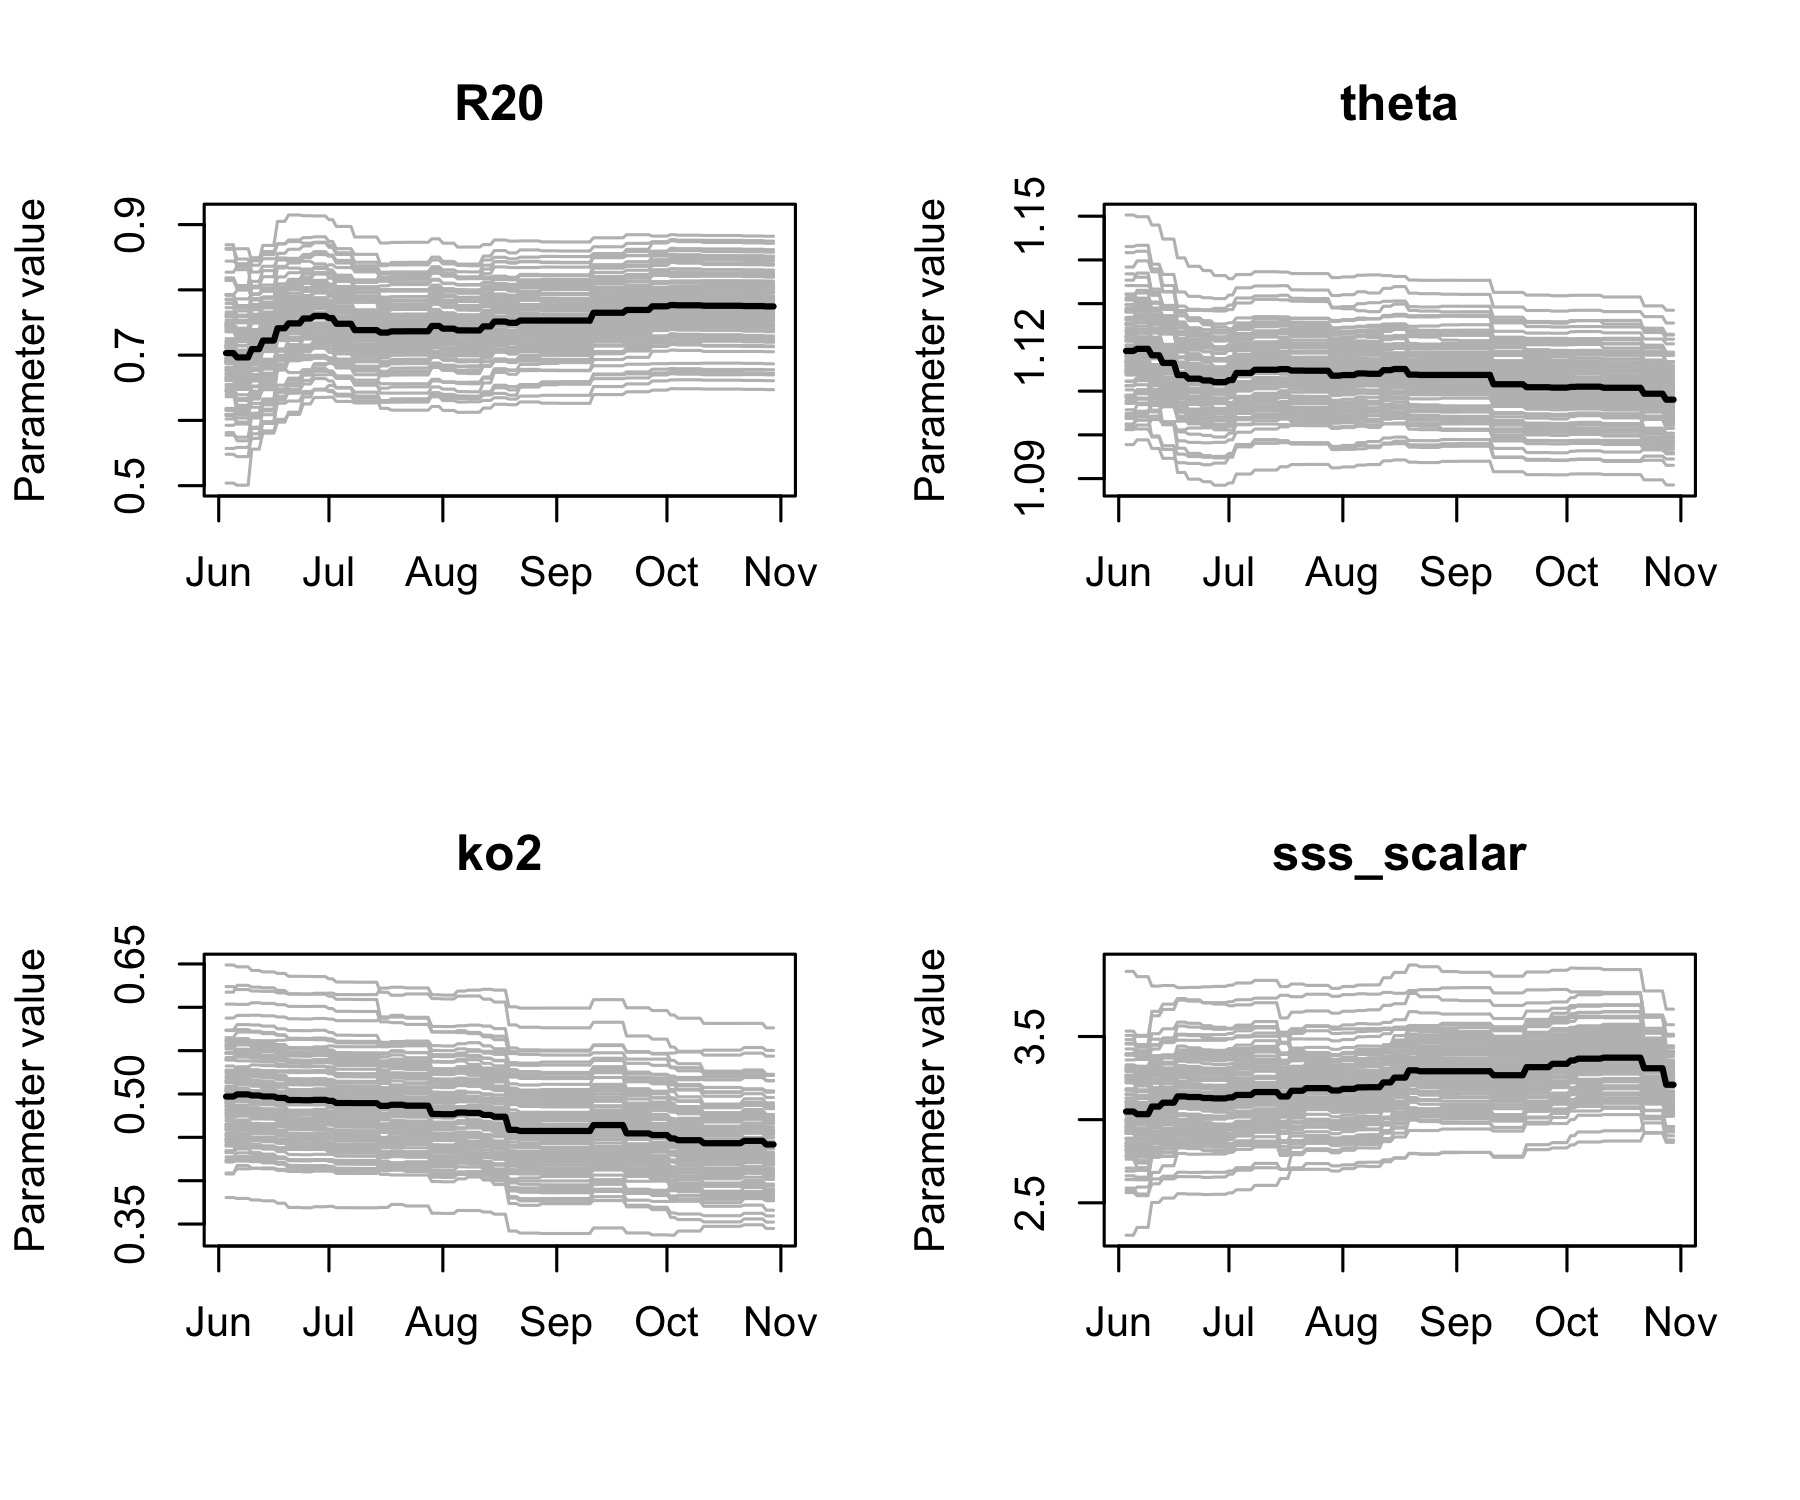 R20
Parameter value
0.9
0.7
0.5
Jun Jul Aug Sep Oct Nov
theta
Parameter value
1.15
1.12
1.09
Jun Jul Aug Sep Oct Nov
ko2
Parameter value
0.65
0.50
0.35
Jun Jul Aug Sep Oct Nov
sss_scalar
Parameter value
3.5
2.5
Jun Jul Aug Sep Oct Nov